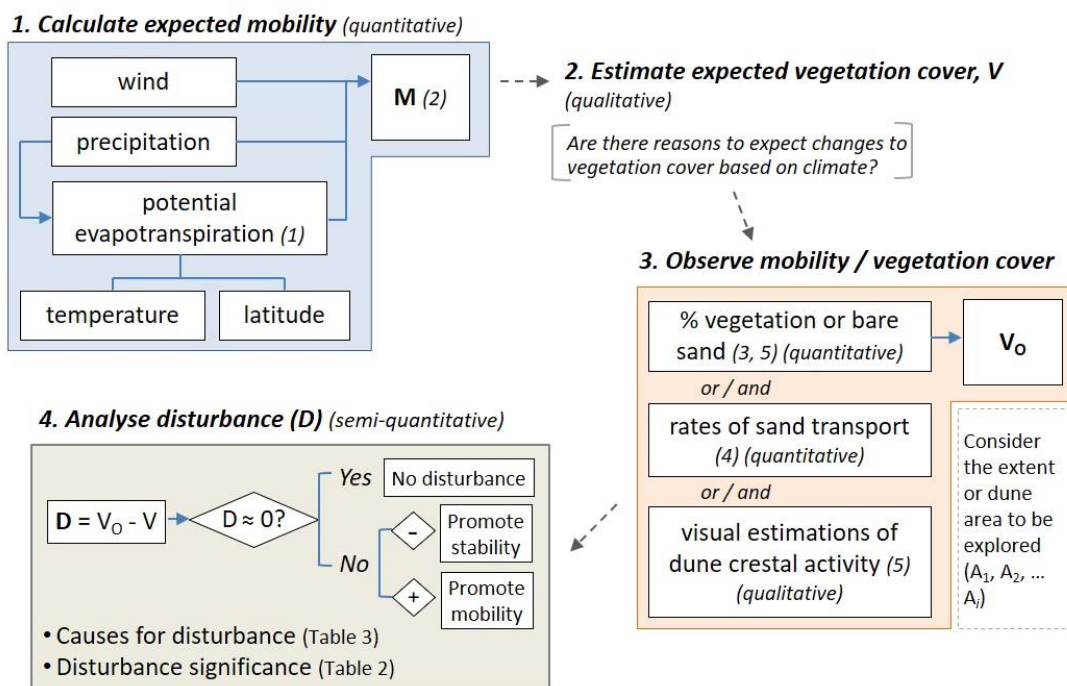 1. Calculate expected mobility (quantitative)
wind
precipitation
potential
evapotranspiration (1)
temperature
latitude
M (2)
2. Estimate expected vegetation cover, V
(qualitative)
Are there reasons to expect changes to
vegetation cover based on climate?
3. Observe mobility / vegetation cover
% vegetation or bare
sand (3, 5) (quantitative)
Vo
or / and
rates of sand transport
(4) (quantitative)
or / and
visual estimations of
dune crestal activity (5)
(qualitative)
Consider
the extent
or dune
area to be
explored
(A1, A2, ...
Ai)
4. Analyse disturbance (D) (semi-quantitative)
D = Vo - V
D ≈ 0?
Yes
No disturbance
No
-
Promote
stability
+
Promote
mobility
• Causes for disturbance (Table 3)
• Disturbance significance (Table 2)